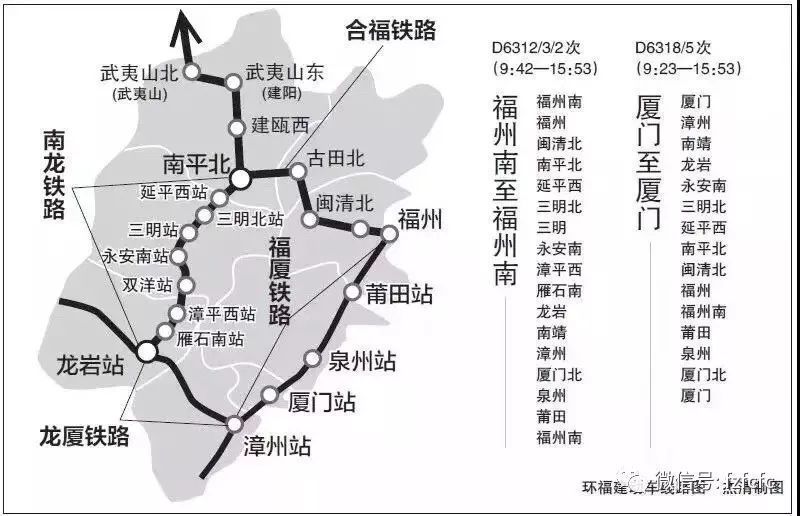 合福铁路
武夷山北
(武夷山)
武夷山东
(建阳)
建瓯西
南龙铁路
南平北
古田北
延平西站
闽清北
三明北站
福州
三明站
永安南站
福厦铁路
双洋站
莆田站
漳平西站
雁石南站
龙岩站
泉州站
厦门站
龙厦铁路
漳州站
D6312/3/2次
(9:42—15:53)
福州南至福州南
福州南
福州
闽清北
南平北
延平西
三明北
三明
永安南
漳平西
雁石南
龙岩
南靖
漳州
厦门北
泉州
莆田
福州南
D6318/5次
(9:23—15:53)
厦门至厦门
厦门
漳州
南靖
龙岩
永安南
三明北
延平西
南平北
闽清北
福州
福州南
莆田
泉州
厦门北
厦门
微信号: fzfcfc
环福建动车线路图 杰清制图